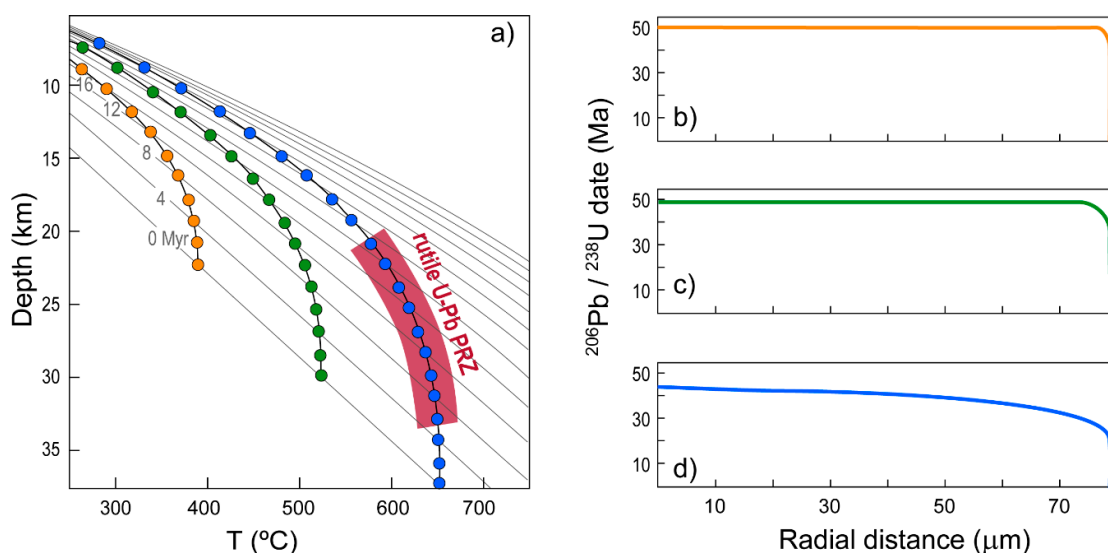 a)
10
15
20
25
30
35
Depth (km)
16
12
8
4
0 Myr
rutile U-Pb PRZ
300
400
500
600
700
T (ºC)
50
30
10
b)
50
30
10
c)
50
30
10
d)
²⁰⁶Pb / ²³⁸U date (Ma)
10
30
50
70
Radial distance (μm)